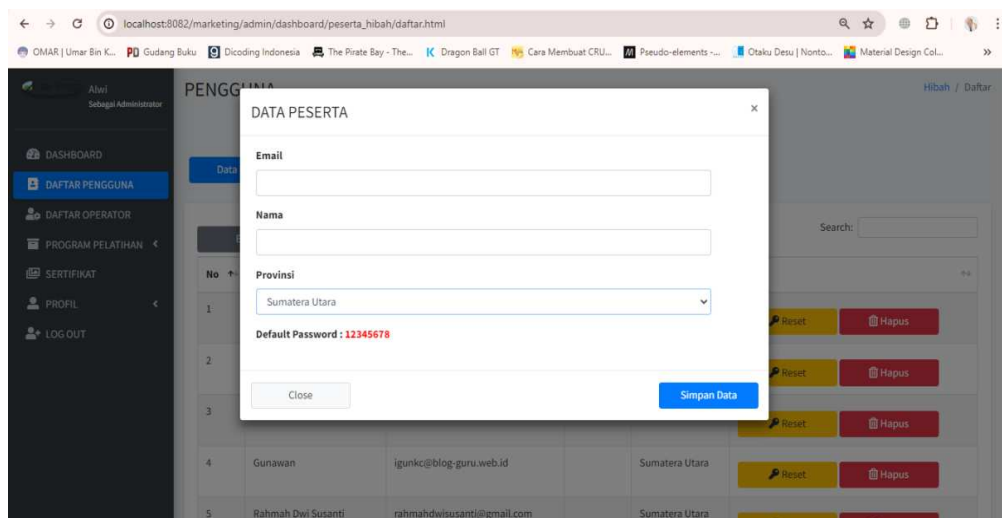 localhost:8082/marketing/admin/dashboard/peserta_hibah/daftar.html
OMAR | Umar Bin K... PD Gudang Buku Dicoding Indonesia The Pirate Bay - The... Dragon Ball GT Cara Membuat CRU... Pseudo-elements -... Otaku Desu | Nonto... Material Design Col... »
Alwi
Sebagai Administrator
Hibah / Daftar
DATA PESERTA ×
Email
DASHBOARD
Data
DAFTAR PENGGUNA
Nama
DAFTAR OPERATOR
Search:
PROGRAM PELATIHAN
Provinsi
SERTIFIKAT
No
Sumatera Utara
PROFIL
1 Reset Hapus
Default Password : 12345678
LOG OUT
2 Reset Hapus
Close Simpan Data
3 Reset Hapus
4 Gunawan igunkc@blog-guru.web.id Sumatera Utara Reset Hapus
5 Rahmah Dwi Susanti rahmahdwisusanti@gmail.com Sumatera Utara